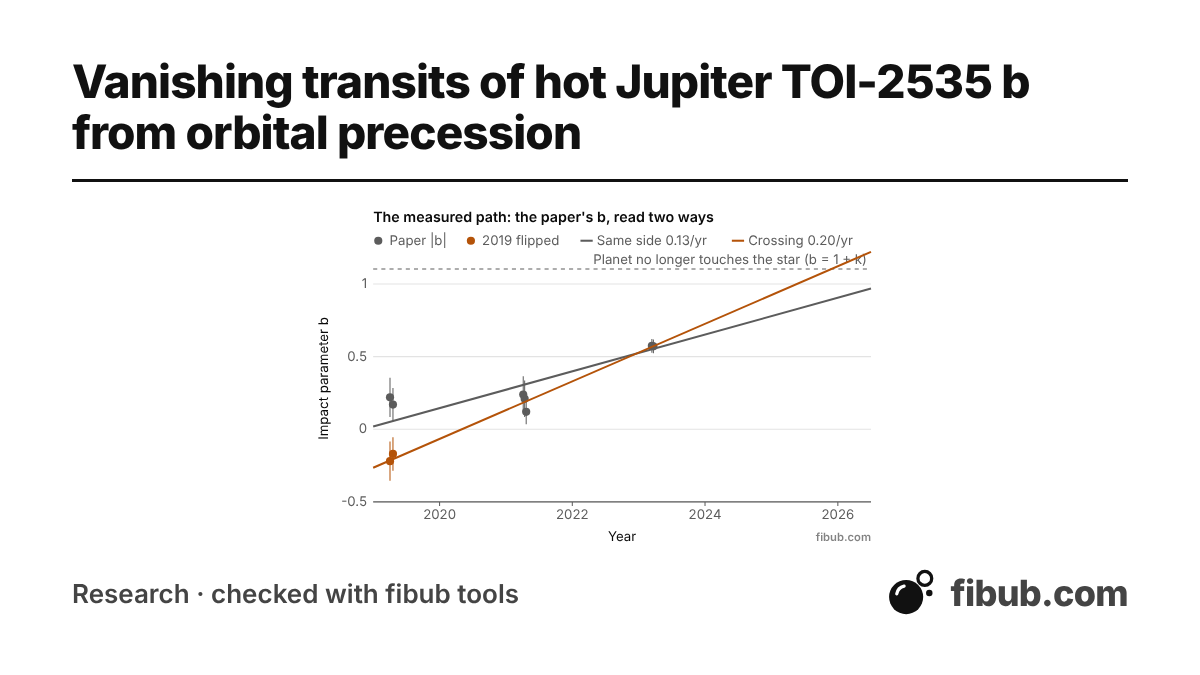 Vanishing transits of hot Jupiter TOI-2535 b
from orbital precession
The measured path: the paper's b, read two ways
Paper |b| 2019 flipped Same side 0.13/yr Crossing 0.20/yr
Planet no longer touches the star (b = 1 + k)
1
0.5
0
-0.5
Impact parameter b
2020 2022 2024 2026
Year
fibub.com
Research · checked with fibub tools
fibub.com